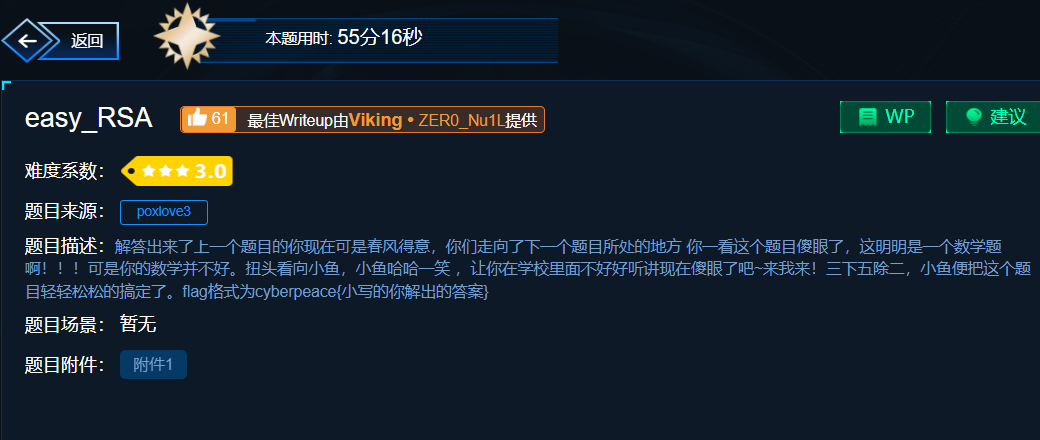 返回
本题用时: 55分16秒
easy_RSA
61 最佳Writeup由Viking • ZER0_Nu1L提供
WP
建议
难度系数： 3.0
题目来源： poxlove3
题目描述：解答出来了上一个题目的你现在可是春风得意，你们走向了下一个题目所处的地方 你一看这个题目傻眼了，这明明是一个数学题
啊！！！可是你的数学并不好。扭头看向小鱼，小鱼哈哈一笑 ，让你在学校里面不好好听讲现在傻眼了吧~来我来！三下五除二，小鱼便把这个题
目轻轻松松的搞定了。flag格式为cyberpeace{小写的你解出的答案}
题目场景： 暂无
题目附件： 附件1